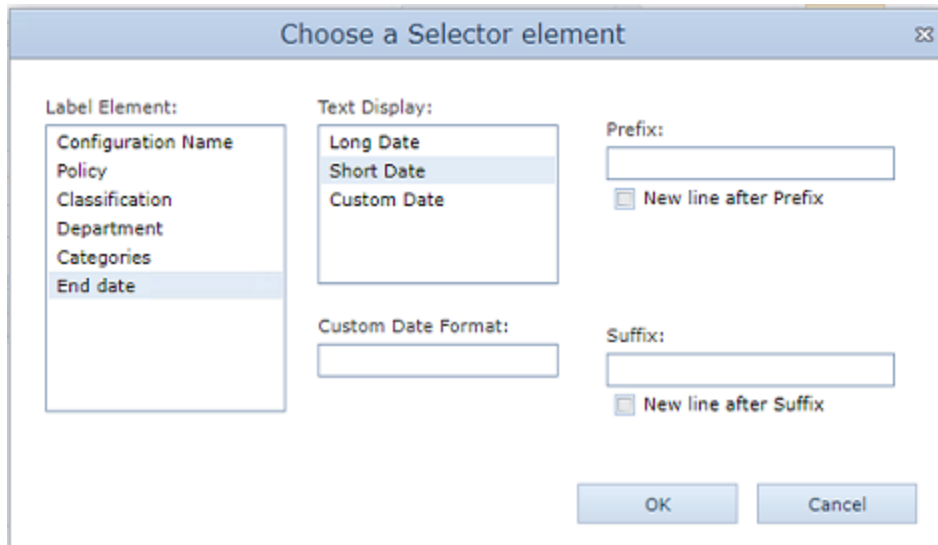 Choose a Selector element
Label Element:
Configuration Name
Policy
Classification
Department
Categories
End date
Text Display:
Long Date
Short Date
Custom Date
Custom Date Format:
Prefix:
New line after Prefix
Suffix:
New line after Suffix
OK
Cancel